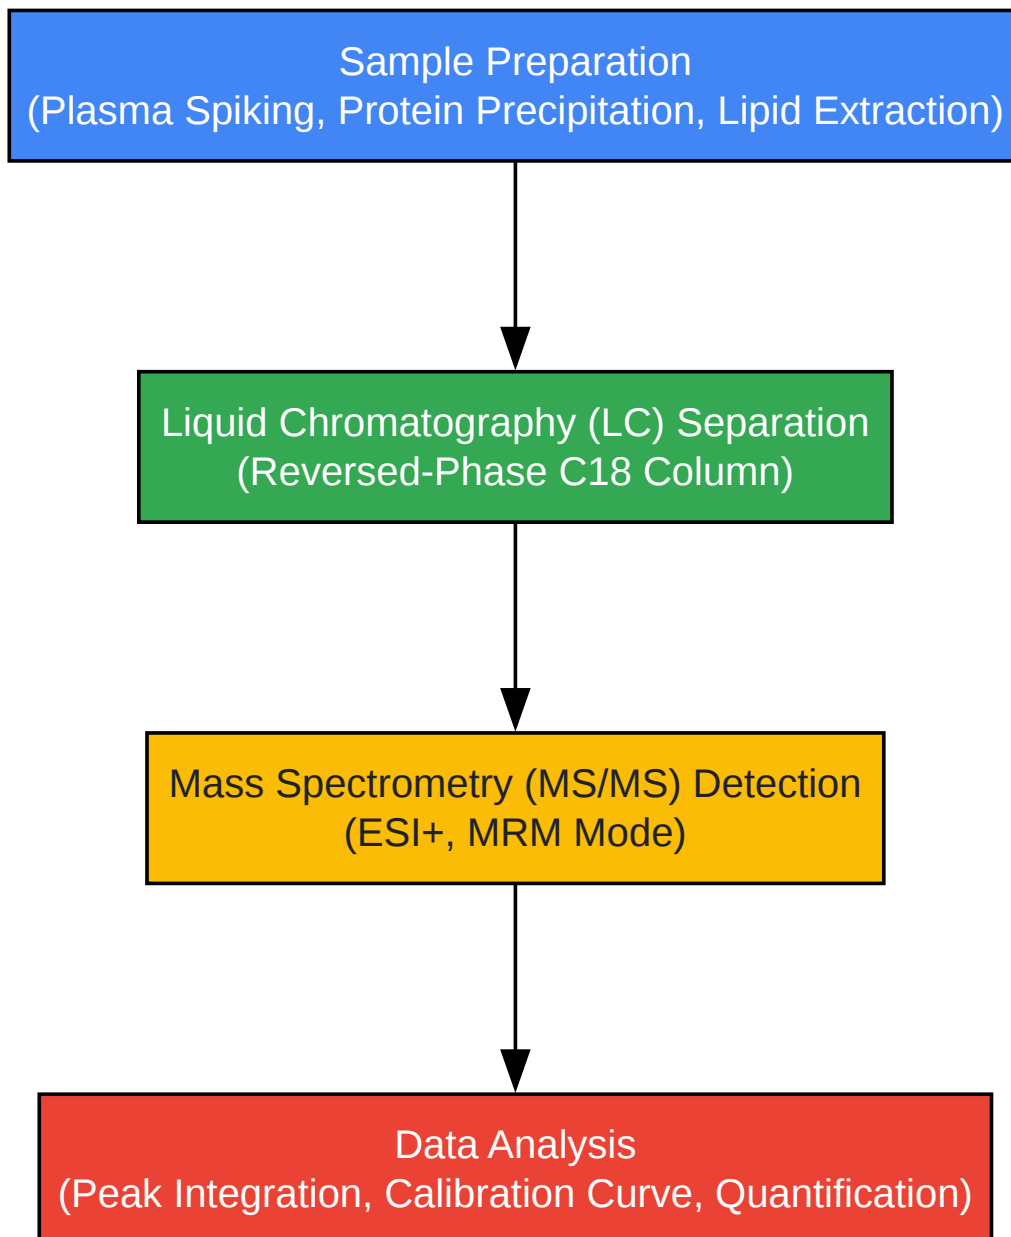 Sample Preparation
(Plasma Spiking, Protein Precipitation, Lipid Extraction)
Liquid Chromatography (LC) Separation
(Reversed-Phase C18 Column)
Mass Spectrometry (MS/MS) Detection
(ESI+, MRM Mode)
Data Analysis
(Peak Integration, Calibration Curve, Quantification)